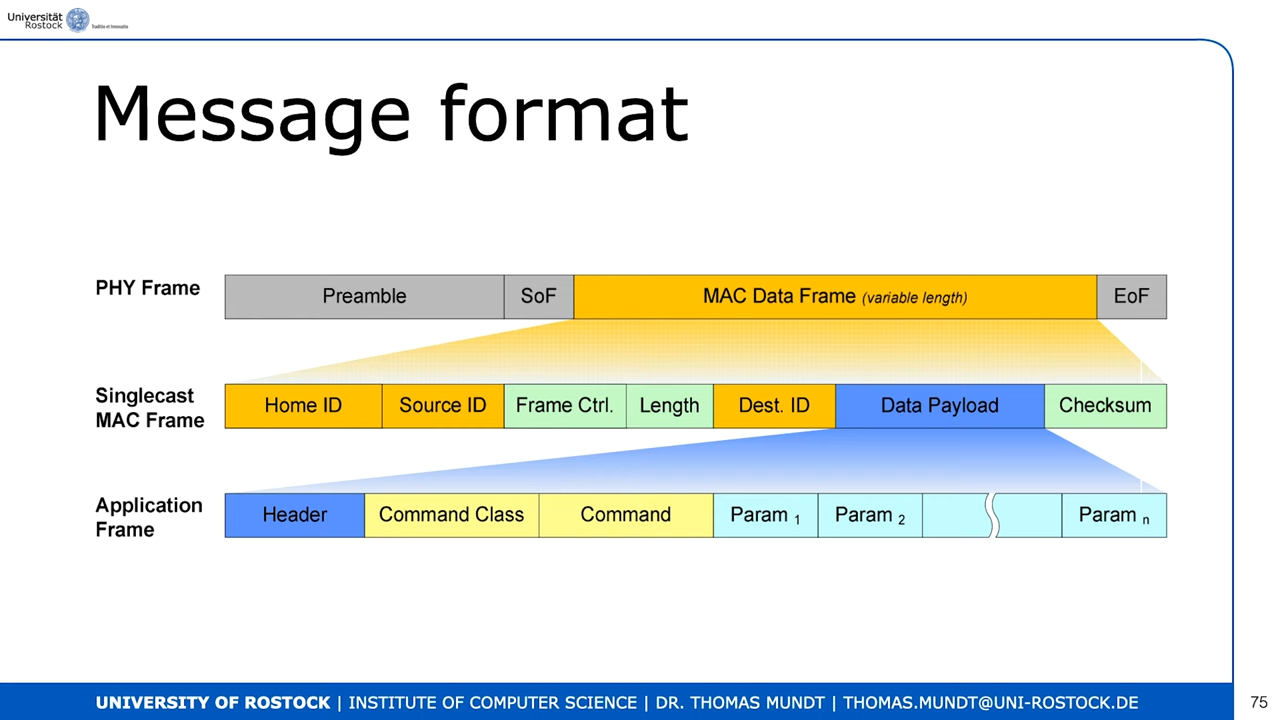 Universität
Rostock
Traditio et Innovatio
Message format
PHY Frame
Preamble SoF MAC Data Frame (variable length) EoF
Singlecast
MAC Frame
Home ID Source ID Frame Ctrl. Length Dest. ID Data Payload Checksum
Application
Frame
Header Command Class Command Param 1 Param 2 Param n
UNIVERSITY OF ROSTOCK | INSTITUTE OF COMPUTER SCIENCE | DR. THOMAS MUNDT | THOMAS.MUNDT@UNI-ROSTOCK.DE
75